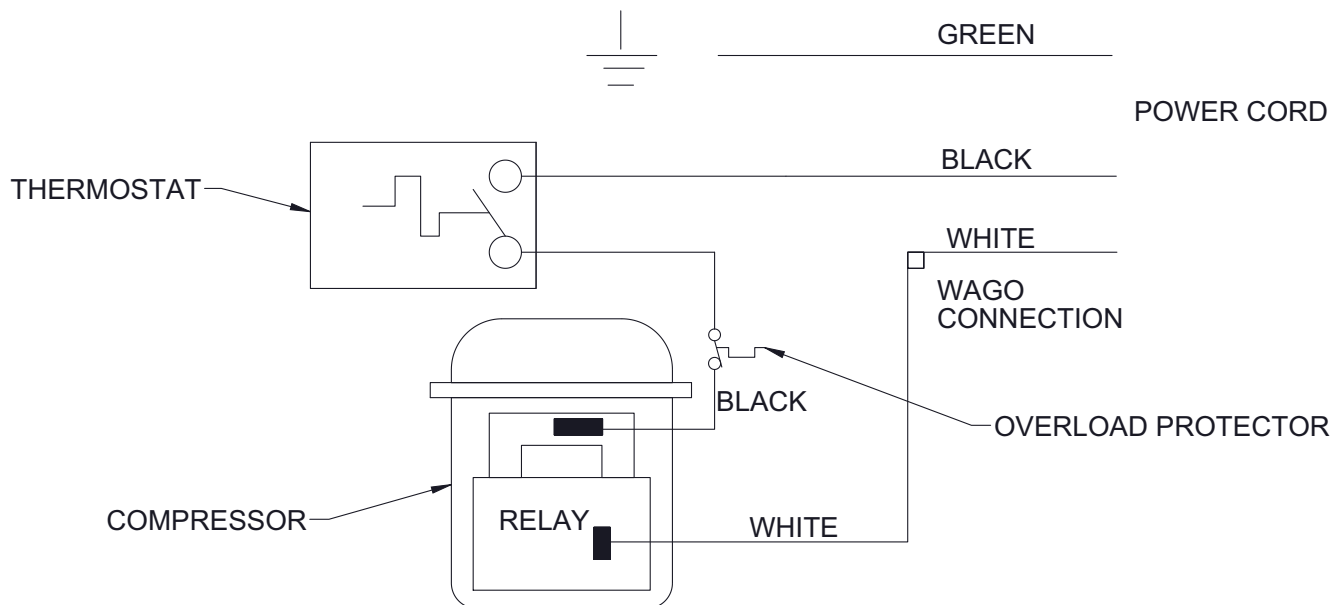 GREEN
POWER CORD
BLACK
THERMOSTAT
WHITE
WAGO
CONNECTION
BLACK
OVERLOAD PROTECTOR
COMPRESSOR
RELAY
WHITE